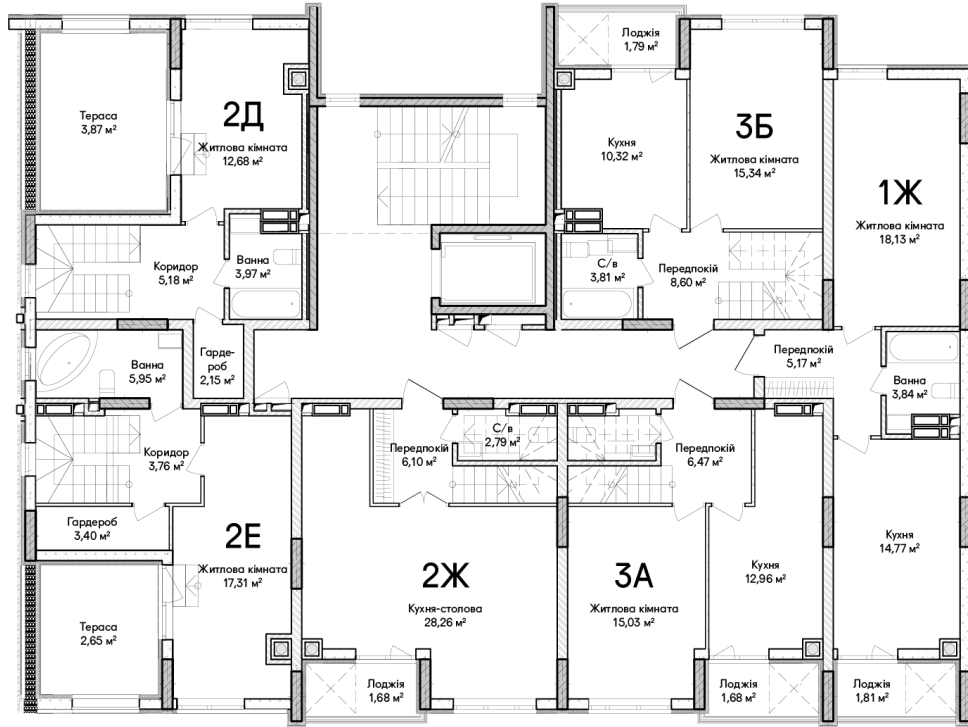 Лоджія
1,79 м²
Тераса
3,87 м²
2Д
Житлова кімната
12,68 м²
Кухня
10,32 м²
3Б
Житлова кімната
15,34 м²
1Ж
Житлова кімната
18,13 м²
Коридор
5,18 м²
Ванна
3,97 м²
С/в
3,81 м²
Передпокій
8,60 м²
Гарде-
роб
2,15 м²
Ванна
5,95 м²
Передпокій
5,17 м²
Ванна
3,84 м²
Коридор
3,76 м²
Передпокій
6,10 м²
С/в
2,79 м²
Передпокій
6,47 м²
Гардероб
3,40 м²
2Е
Житлова кімната
17,31 м²
2Ж
Кухня-столова
28,26 м²
3А
Житлова кімната
15,03 м²
Кухня
12,96 м²
Кухня
14,77 м²
Тераса
2,65 м²
Лоджія
1,68 м²
Лоджія
1,68 м²
Лоджія
1,81 м²